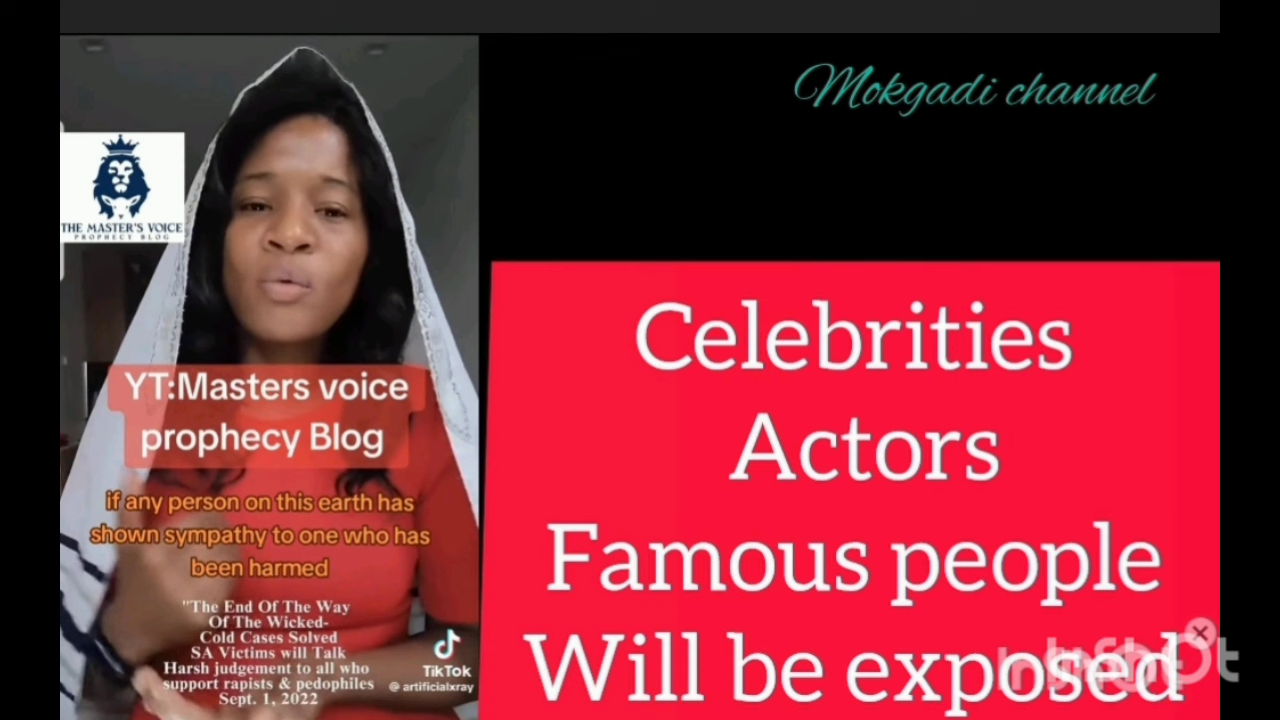 Mokgadi channel
THE MASTER'S VOICE
PROPHECY BLOG
YT:Masters voice
prophecy Blog
if any person on this earth has
shown sympathy to one who has
been harmed
"The End Of The Way
Of The Wicked-
Cold Cases Solved
SA Victims will Talk
Harsh judgement to all who
support rapists & pedophiles
Sept. 1, 2022
TikTok
@ artificialxray
Celebrities
Actors
Famous people
Will be exposed